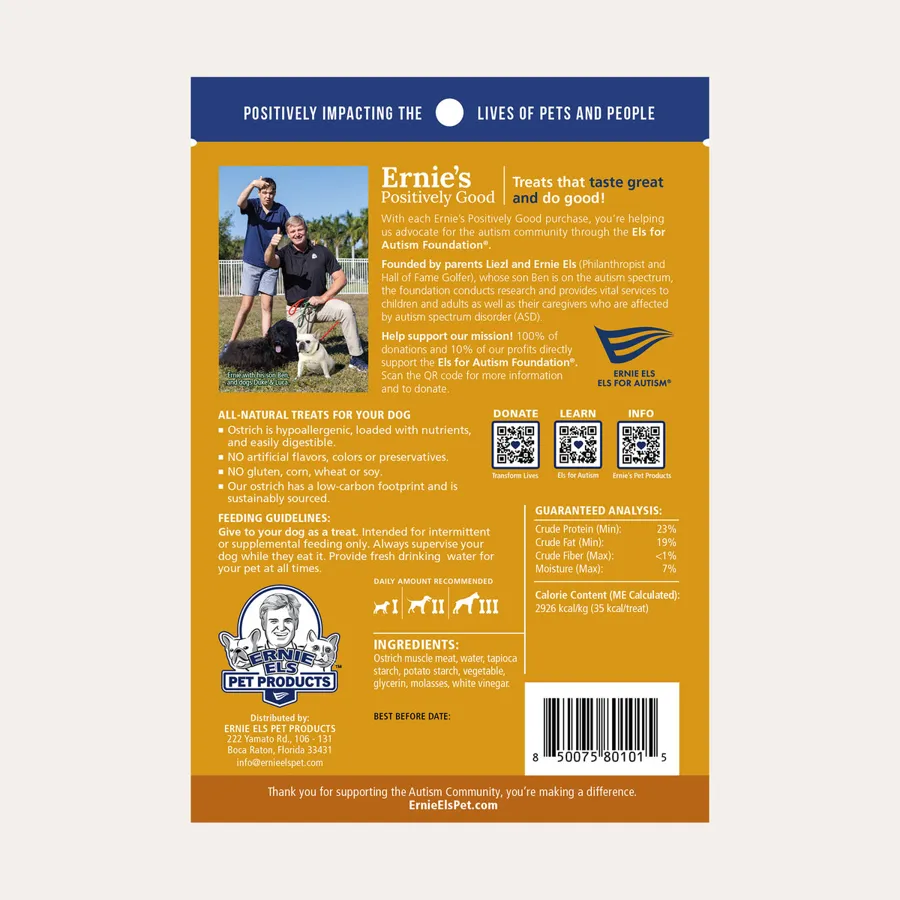 POSITIVELY IMPACTING THE LIVES OF PETS AND PEOPLE
Ernie's
Positively Good
Treats that taste great
and do good!
With each Ernie's Positively Good purchase, you're helping
us advocate for the autism community through the Els for
Autism Foundation®.
Founded by parents Liezl and Ernie Els (Philanthropist and
Hall of Fame Golfer), whose son Ben is on the autism spectrum,
the foundation conducts research and provides vital services to
children and adults as well as their caregivers who are affected
by autism spectrum disorder (ASD).
Help support our mission! 100% of
donations and 10% of our profits directly
support the Els for Autism Foundation®.
Scan the QR code for more information
and to donate.
ERNIE ELS
ELS FOR AUTISM®
Ernie with his son Ben
and dogs Duke & Luca.
ALL-NATURAL TREATS FOR YOUR DOG
▪ Ostrich is hypoallergenic, loaded with nutrients,
and easily digestible.
▪ NO artificial flavors, colors or preservatives.
▪ NO gluten, corn, wheat or soy.
▪ Our ostrich has a low-carbon footprint and is
sustainably sourced.
DONATE
Transform Lives
LEARN
Els for Autism
INFO
Ernie's Pet Products
FEEDING GUIDELINES:
Give to your dog as a treat. Intended for intermittent
or supplemental feeding only. Always supervise your
dog while they eat it. Provide fresh drinking water for
your pet at all times.
DAILY AMOUNT RECOMMENDED
I II III
GUARANTEED ANALYSIS:
Crude Protein (Min): 23%
Crude Fat (Min): 19%
Crude Fiber (Max): <1%
Moisture (Max): 7%
Calorie Content (ME Calculated):
2926 kcal/kg (35 kcal/treat)
INGREDIENTS:
Ostrich muscle meat, water, tapioca
starch, potato starch, vegetable,
glycerin, molasses, white vinegar.
BEST BEFORE DATE:
ERNIE
ELS
PET PRODUCTS
™
Distributed by:
ERNIE ELS PET PRODUCTS
222 Yamato Rd., 106 - 131
Boca Raton, Florida 33431
info@ernieelspet.com
8 50075 80101 5
Thank you for supporting the Autism Community, you're making a difference.
ErnieElsPet.com